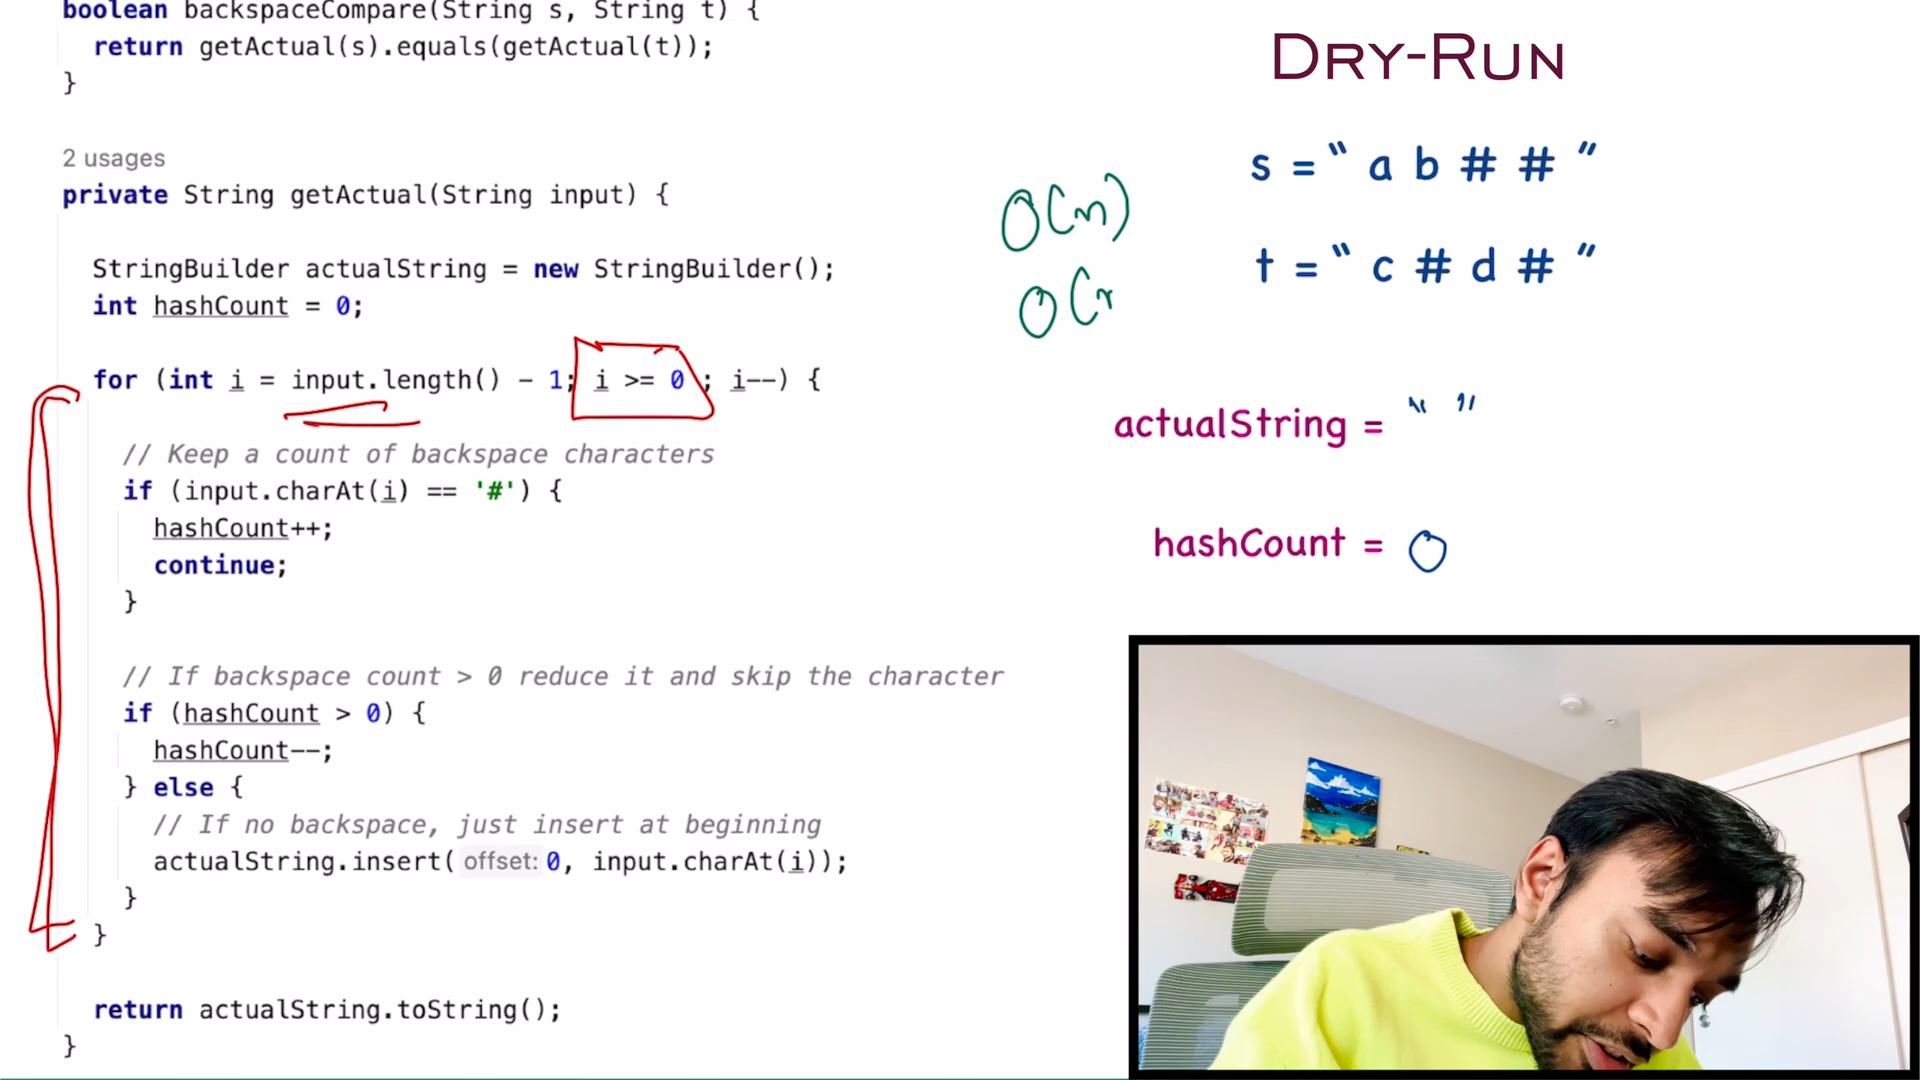 boolean backspaceCompare(String s, String t) {
return getActual(s).equals(getActual(t));
}
2 usages
private String getActual(String input) {
StringBuilder actualString = new StringBuilder();
int hashCount = 0;
for (int i = input.length() - 1; i >= 0 ; i--) {
// Keep a count of backspace characters
if (input.charAt(i) == '#') {
hashCount++;
continue;
}
// If backspace count > 0 reduce it and skip the character
if (hashCount > 0) {
hashCount--;
} else {
// If no backspace, just insert at beginning
actualString.insert( offset: 0, input.charAt(i));
}
}
return actualString.toString();
}
DRY-RUN
s = " a b # # "
t = " c # d # "
O(n)
O(n
actualString = " "
hashCount = 0